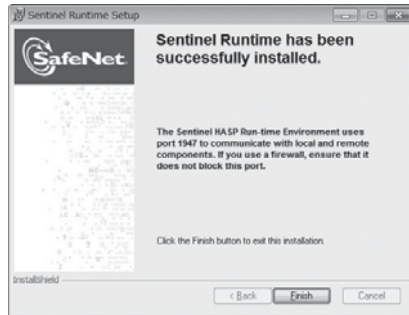 Sentinel Runtime Setup
SafeNet.
Sentinel Runtime has been
successfully installed.
The Sentinel HASP Run-time Environment uses
port 1947 to communicate with local and remote
components. If you use a firewall, ensure that it
does not block this port.
Click the Finish button to exit this installation.
InstallShield
< Back
Finish
Cancel